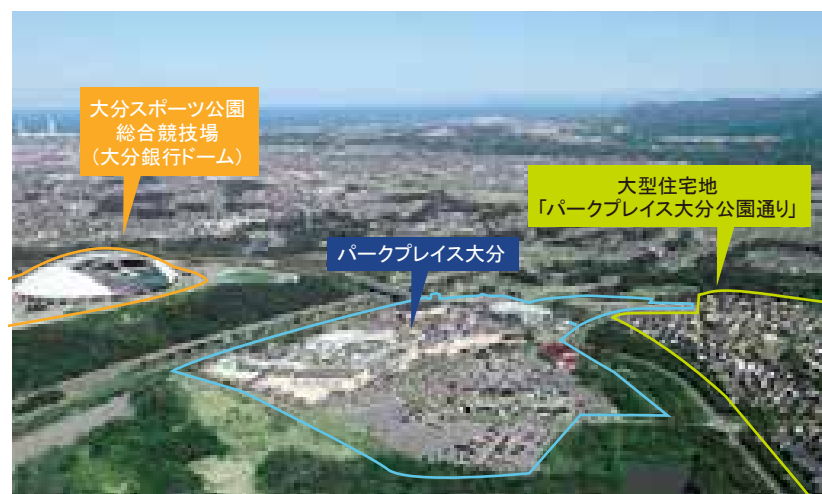 大分スポーツ公園
総合競技場
（大分銀行ドーム）
大型住宅地
「パークプレイス大分公園通り」
パークプレイス大分